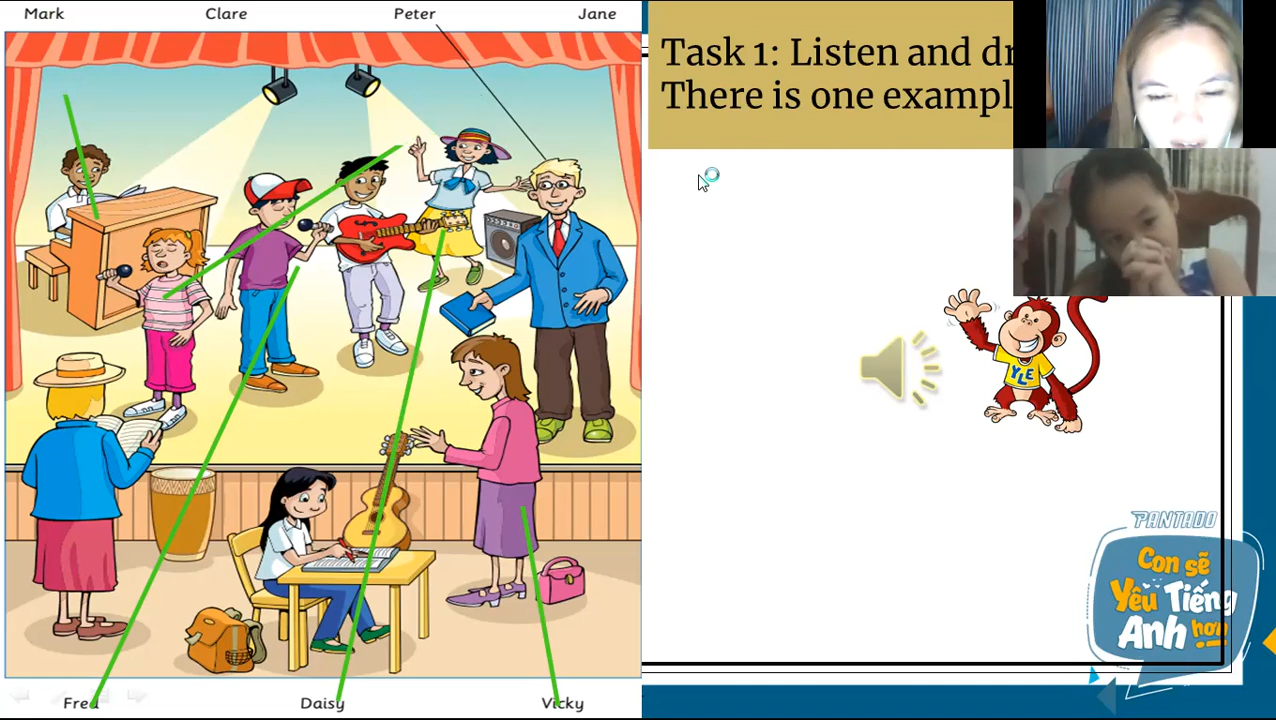 Mark Clare Peter Jane
Task 1: Listen and dr
There is one exampl
YLE
PANTADO
Con sẽ
Yêu Tiếng
Anh hơn
Fred Daisy Vicky